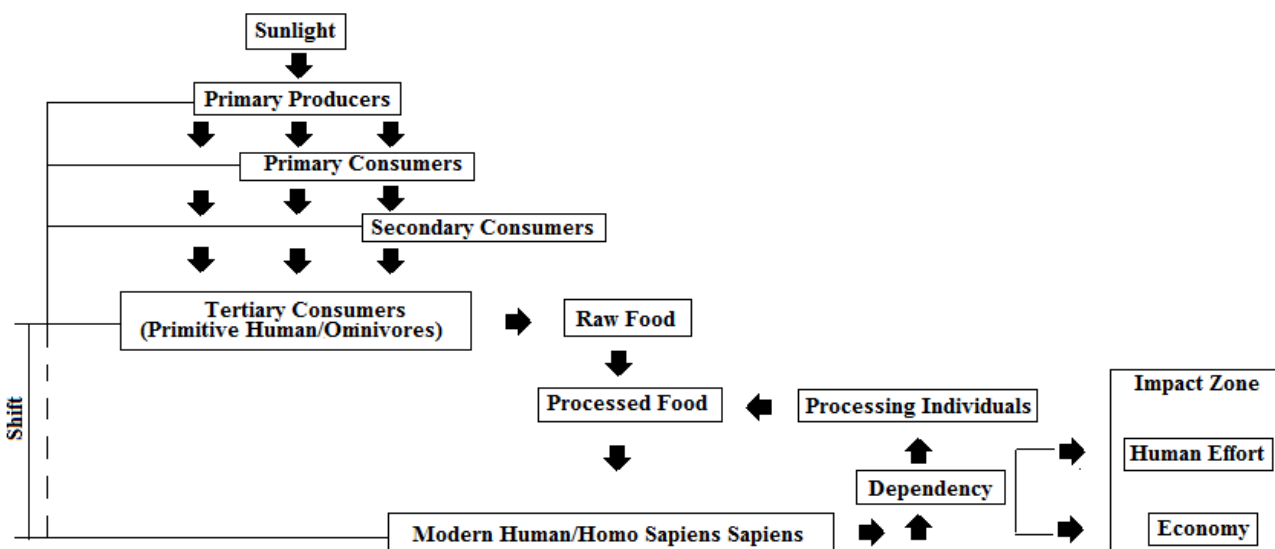 Sunlight
Primary Producers
Primary Consumers
Secondary Consumers
Tertiary Consumers
(Primitive Human/Omnivores)
Raw Food
Shift
Processed Food
Processing Individuals
Impact Zone
Human Effort
Dependency
Economy
Modern Human/Homo Sapiens Sapiens